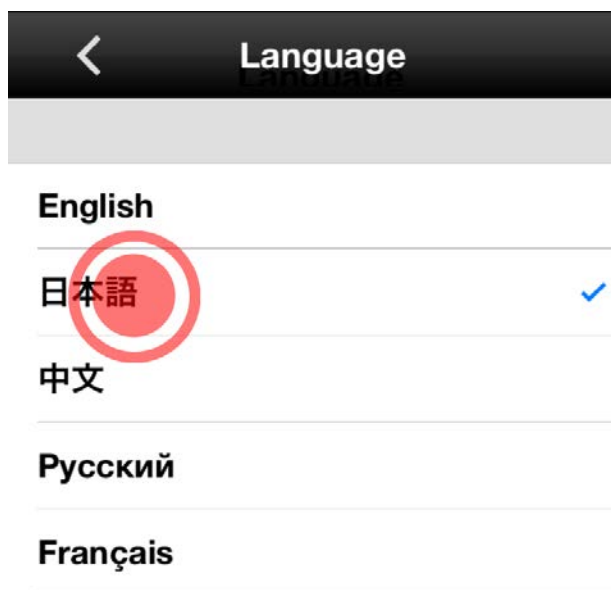 Language
English
日本語
中文
Русский
Français